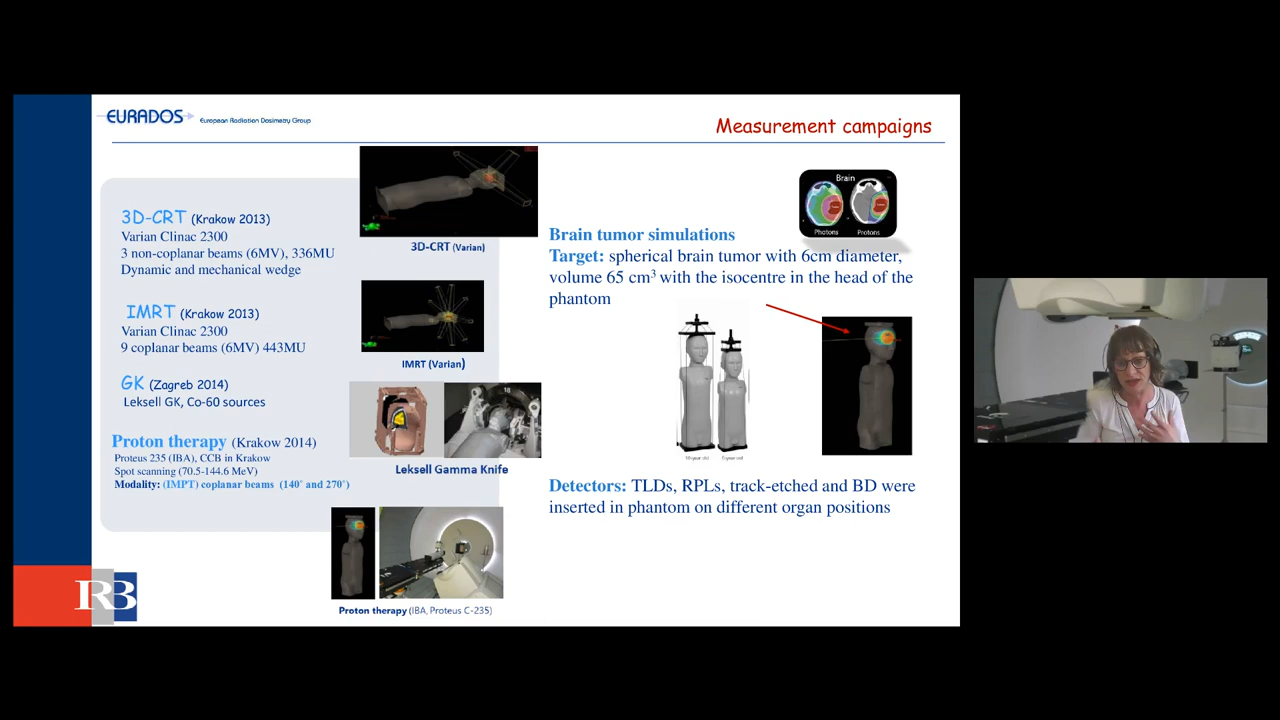 EURADOS European Radiation Dosimetry Group
Measurement campaigns
3D-CRT (Krakow 2013)
Varian Clinac 2300
3 non-coplanar beams (6MV), 336MU
Dynamic and mechanical wedge
IMRT (Krakow 2013)
Varian Clinac 2300
9 coplanar beams (6MV) 443MU
GK (Zagreb 2014)
Leksell GK, Co-60 sources
Proton therapy (Krakow 2014)
Proteus 235 (IBA), CCB in Krakow
Spot scanning (70.5-144.6 MeV)
Modality: (IMPT) coplanar beams (140° and 270°)
3D-CRT (Varian)
IMRT (Varian)
18
Leksell Gamma Knife
Proton therapy (IBA, Proteus C-235)
Brain
Photons Protons
Brain tumor simulations
Target: spherical brain tumor with 6cm diameter,
volume 65 cm³ with the isocentre in the head of the
phantom
Detectors: TLDs, RPLs, track-etched and BD were
inserted in phantom on different organ positions
RB